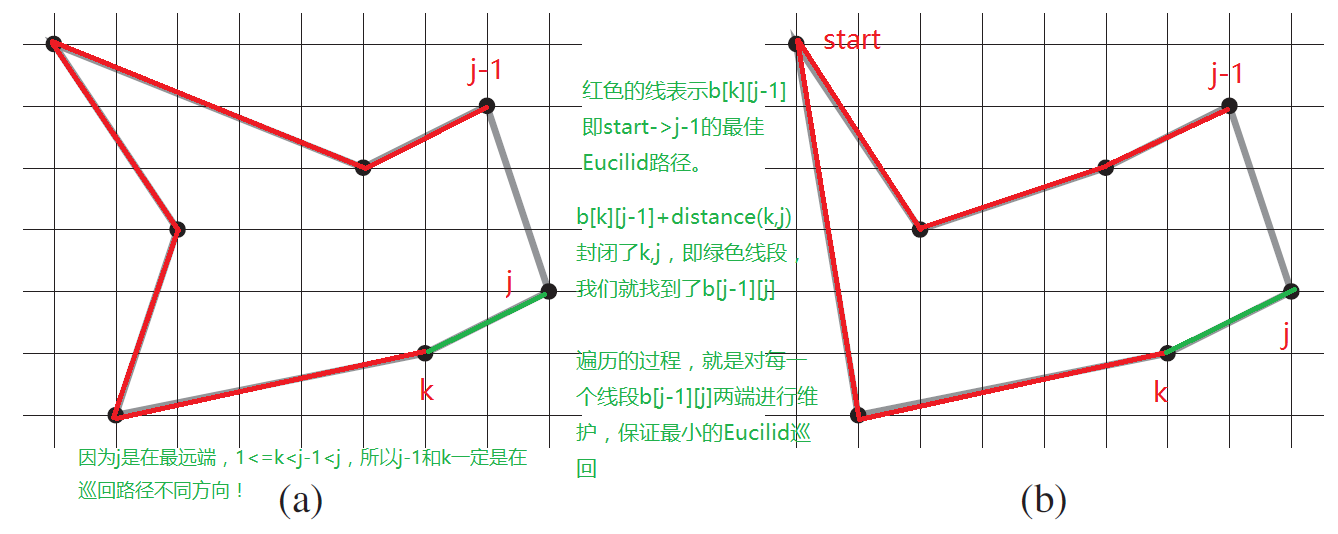 start
j-1
j-1
红色的线表示b[k][j-1]
即start->j-1的最佳
Eucilid路径。
b[k][j-1]+distance(k,j)
封闭了k,j，即绿色线段，
我们就找到了b[j-1][j]
j
j
遍历的过程，就是对每一
个线段b[j-1][j]两端进行维
护，保证最小的Eucilid巡
回
k
k
因为j是在最远端，1<=k<j-1<j，所以j-1和k一定是在
巡回路径不同方向！
(a)
(b)